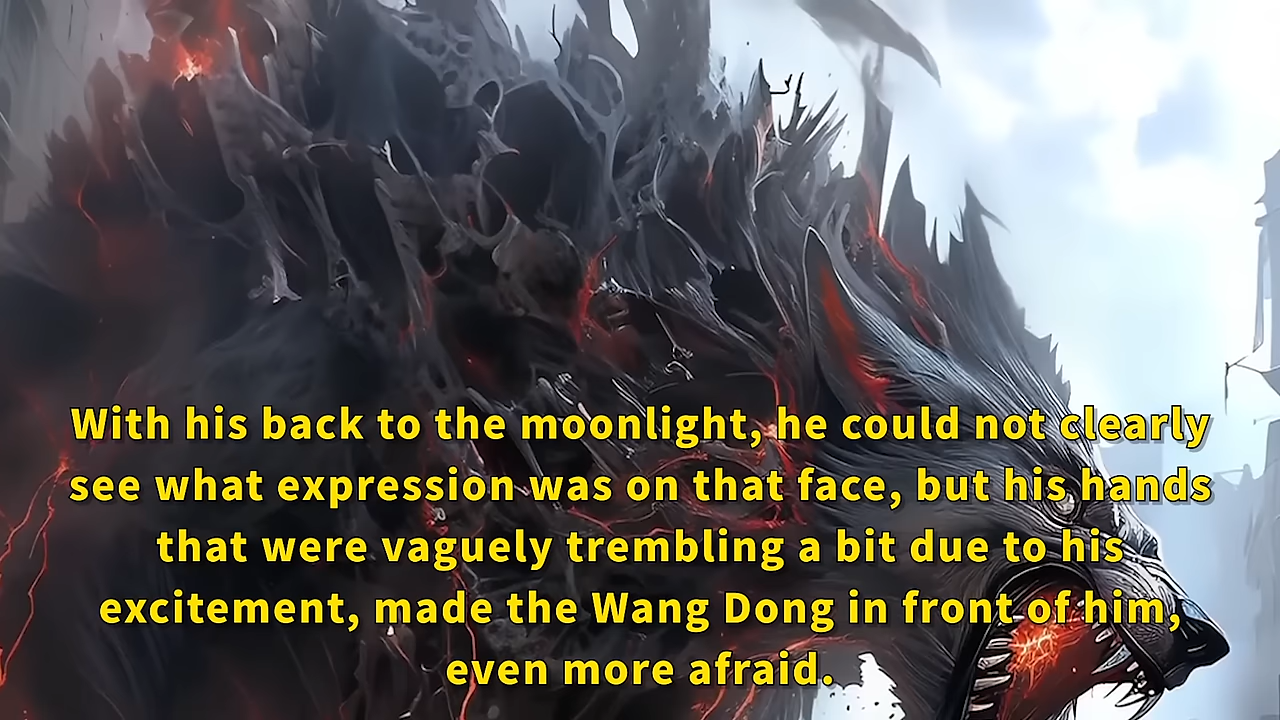 With his back to the moonlight, he could not clearly
see what expression was on that face, but his hands
that were vaguely trembling a bit due to his
excitement, made the Wang Dong in front of him,
even more afraid.